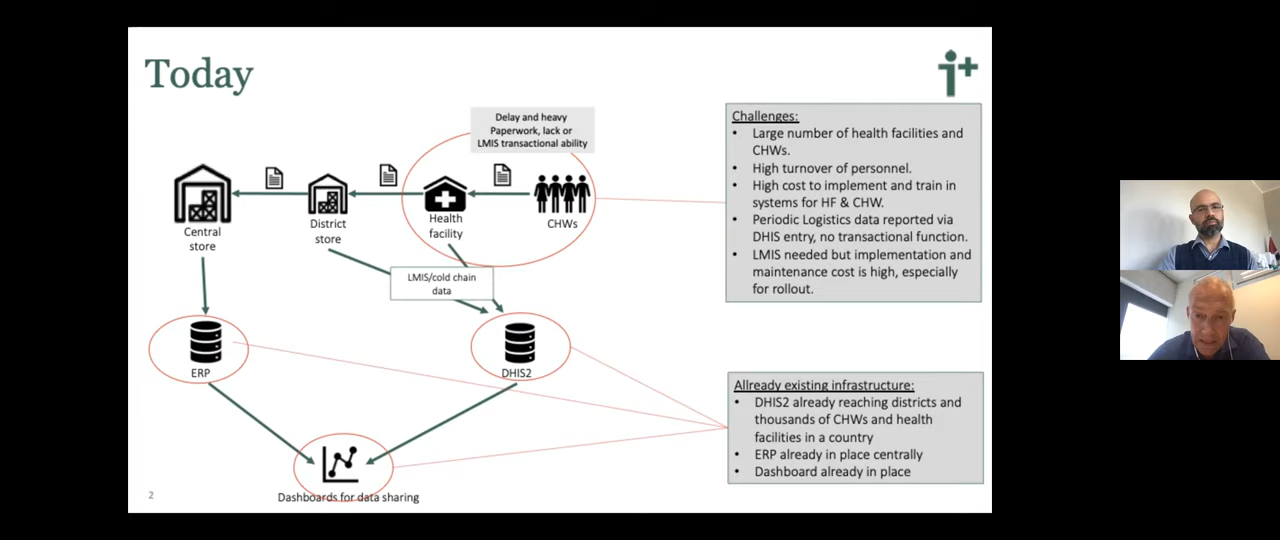 Today
i+
Delay and heavy
Paperwork, lack or
LMIS transactional ability
Central
store
District
store
Health
facility
CHWs
LMIS/cold chain
data
ERP
DHIS2
Dashboards for data sharing
2
Challenges:
• Large number of health facilities and
CHWs.
• High turnover of personnel.
• High cost to implement and train in
systems for HF & CHW.
• Periodic Logistics data reported via
DHIS entry, no transactional function.
• LMIS needed but implementation and
maintenance cost is high, especially
for rollout.
Allready existing infrastructure:
• DHIS2 already reaching districts and
thousands of CHWs and health
facilities in a country
• ERP already in place centrally
• Dashboard already in place